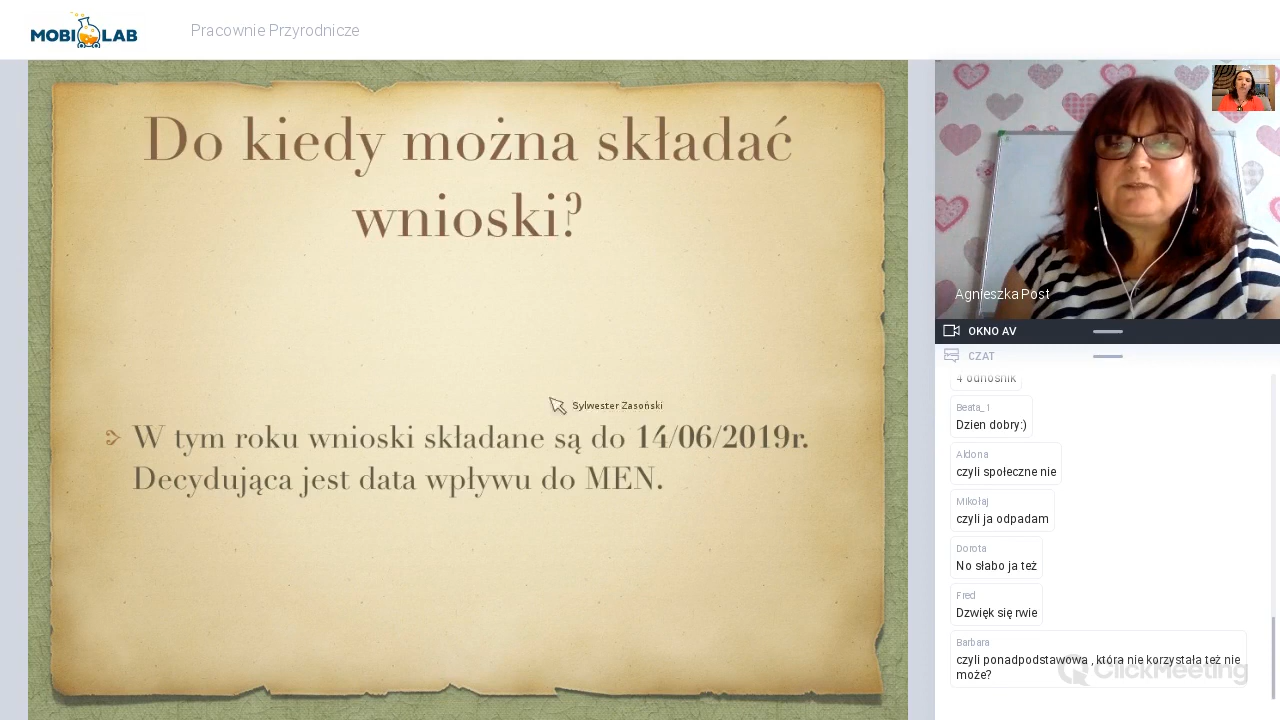 MOBI LAB
Pracownie Przyrodnicze
Do kiedy można składać
wnioski?
Sylwester Zasoński
W tym roku wnioski składane są do 14/06/2019r.
Decydująca jest data wpływu do MEN.
Agnieszka Post
OKNO AV
CZAT
4 odnośnik
Beata_1
Dzien dobry:)
Aldona
czyli społeczne nie
Mikołaj
czyli ja odpadam
Dorota
No słabo ja też
Fred
Dzwięk się rwie
Barbara
czyli ponadpodstawowa , która nie korzystała też nie
może?
ClickMeeting